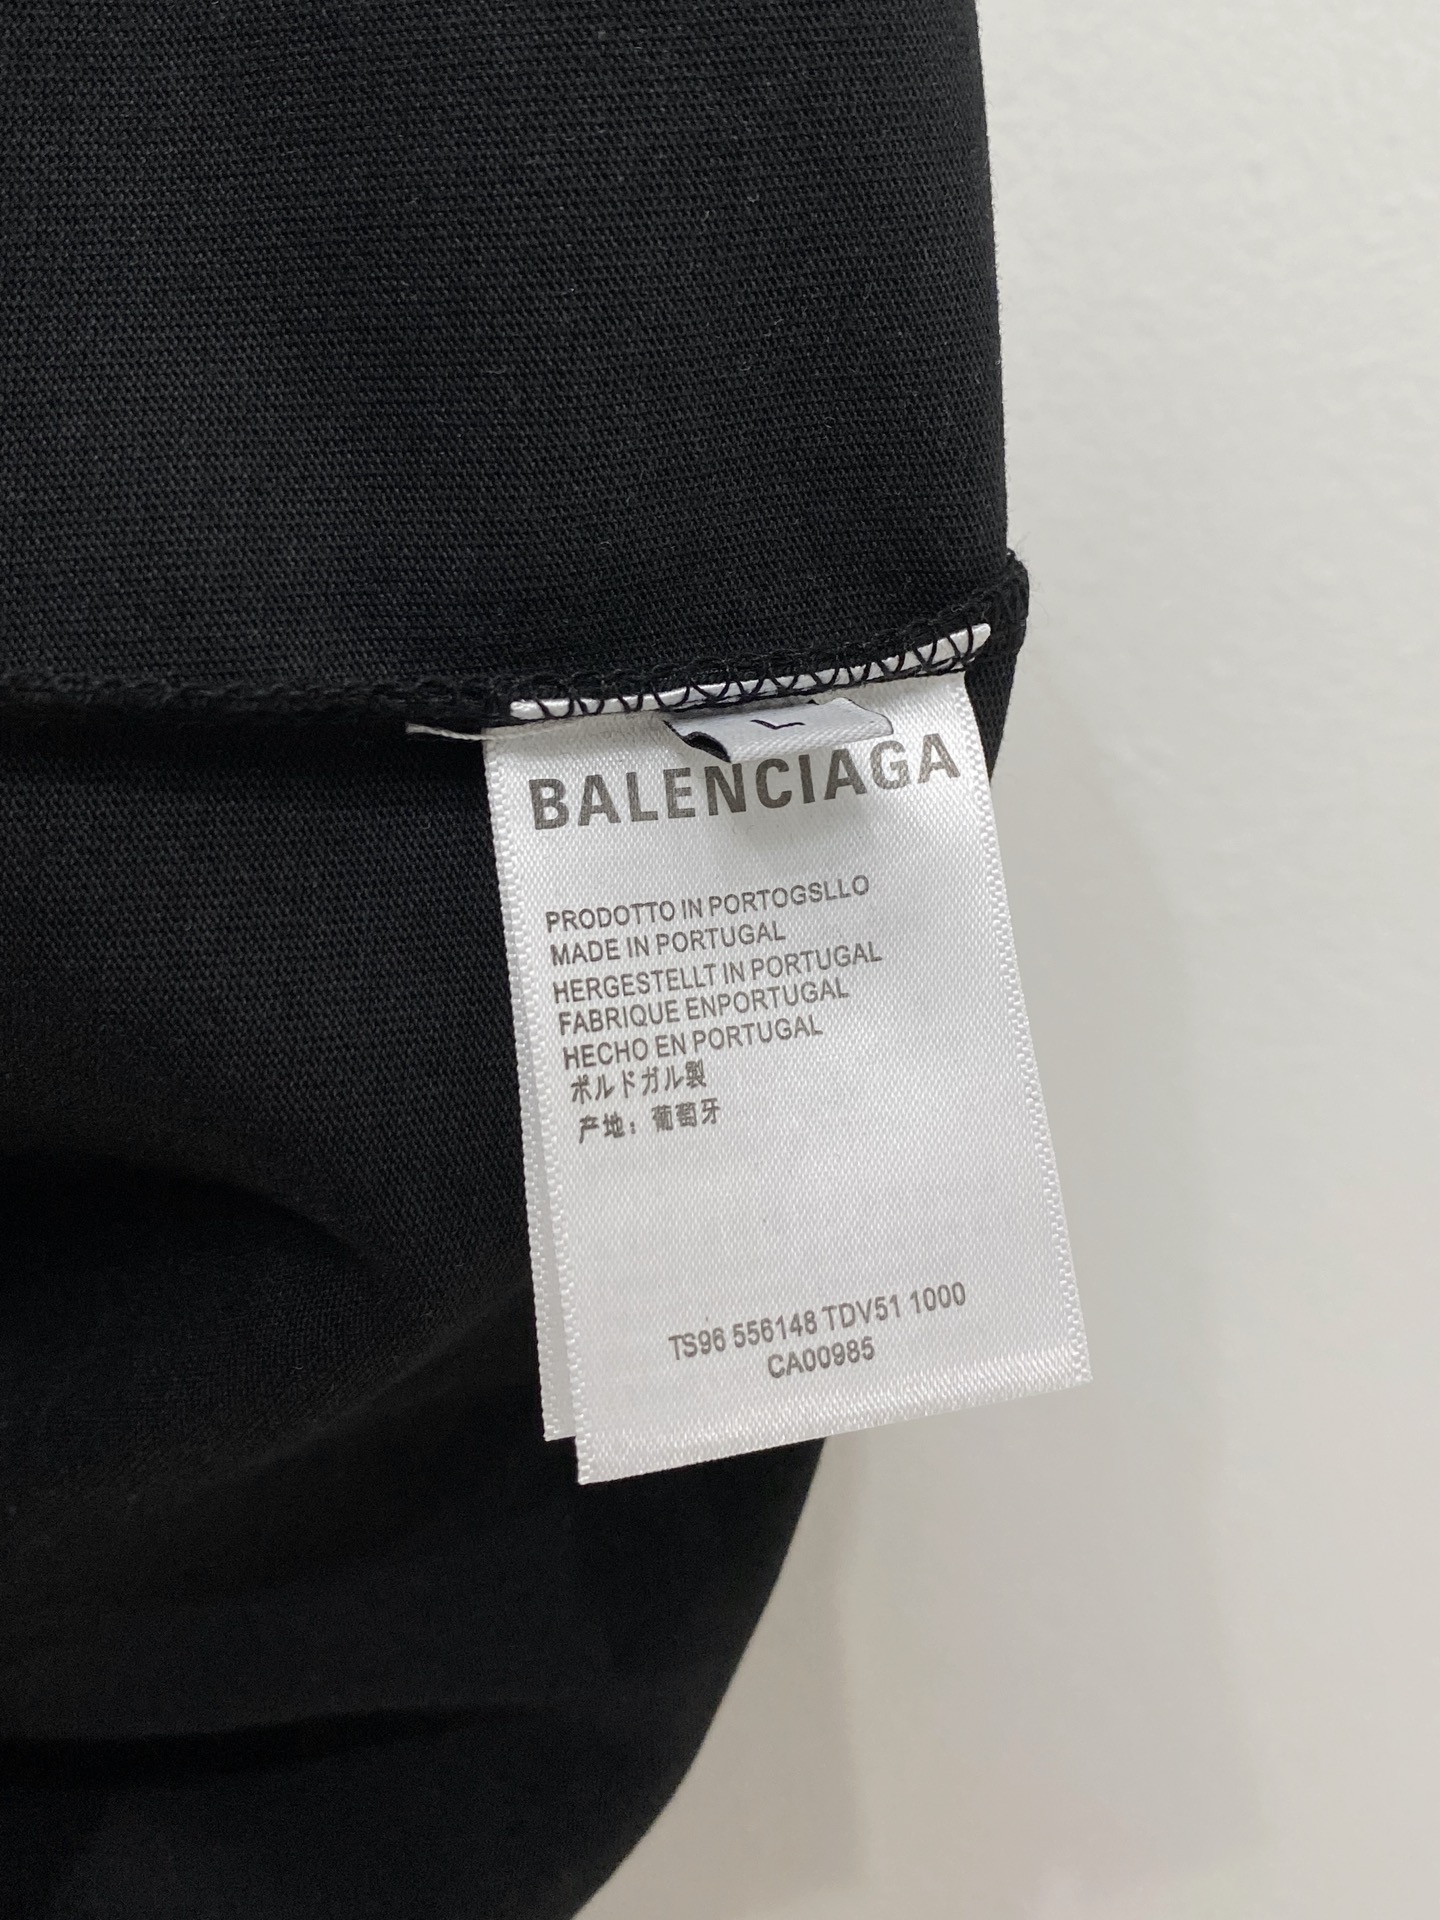 L
BALENCIAGA
PRODOTTO IN PORTOGSLLO
MADE IN PORTUGAL
HERGESTELLT IN PORTUGAL
FABRIQUE ENPORTUGAL
HECHO EN PORTUGAL
ポルドガル製
产地：葡萄牙
TS96 556148 TDV51 1000
CA00985